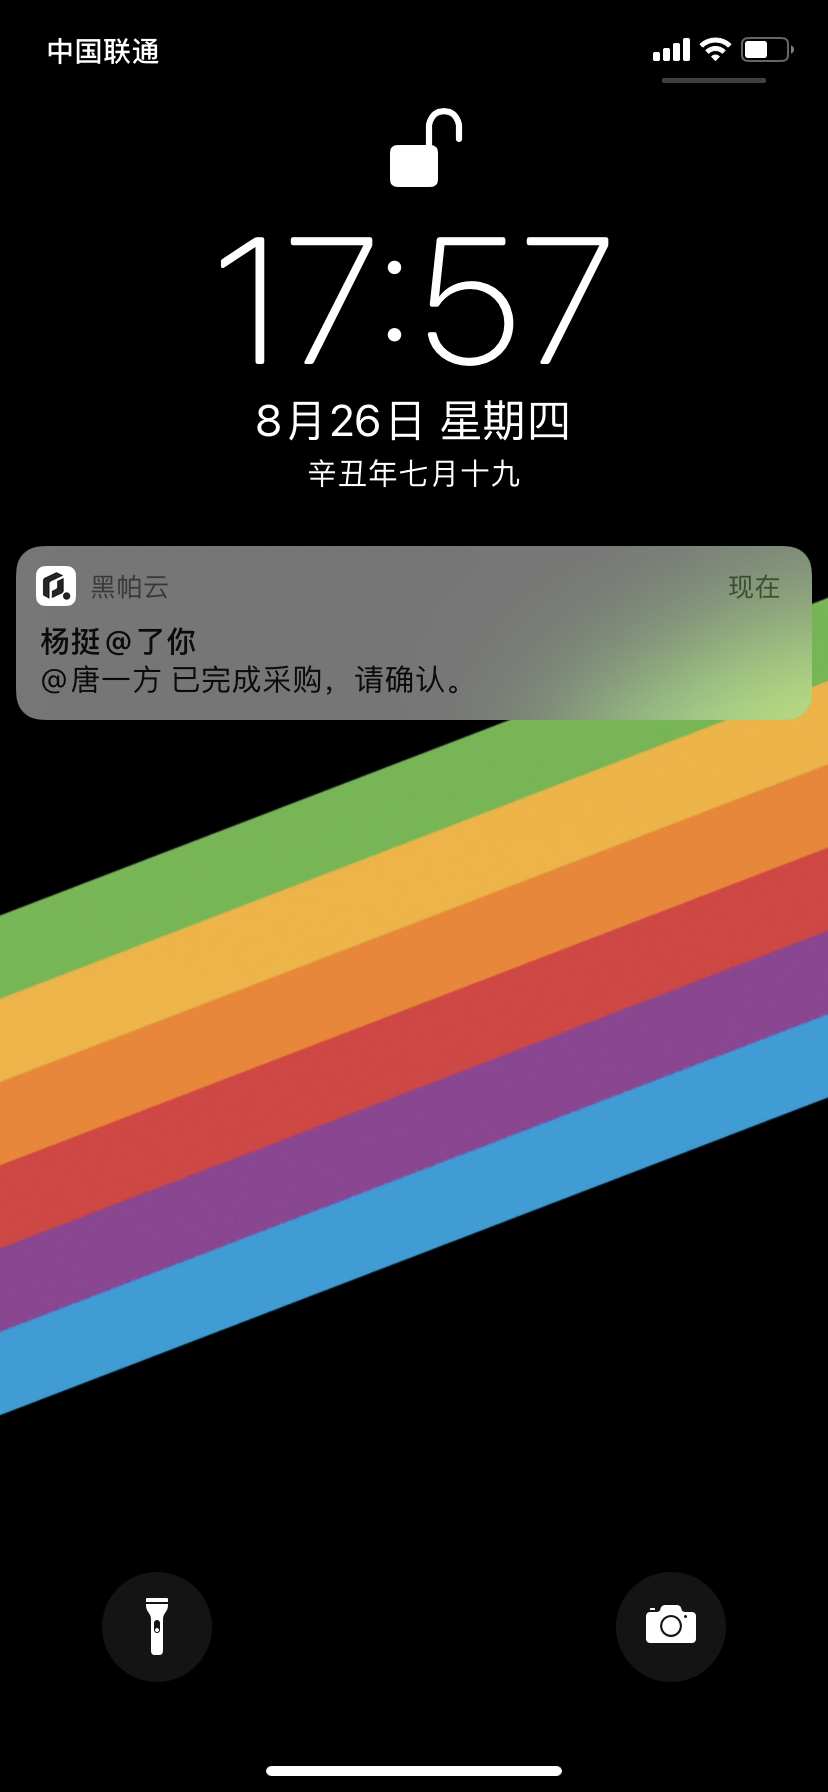 中国联通
17:57
8月26日 星期四
辛丑年七月十九
黑帕云
现在
杨挺@了你
@唐一方 已完成采购，请确认。